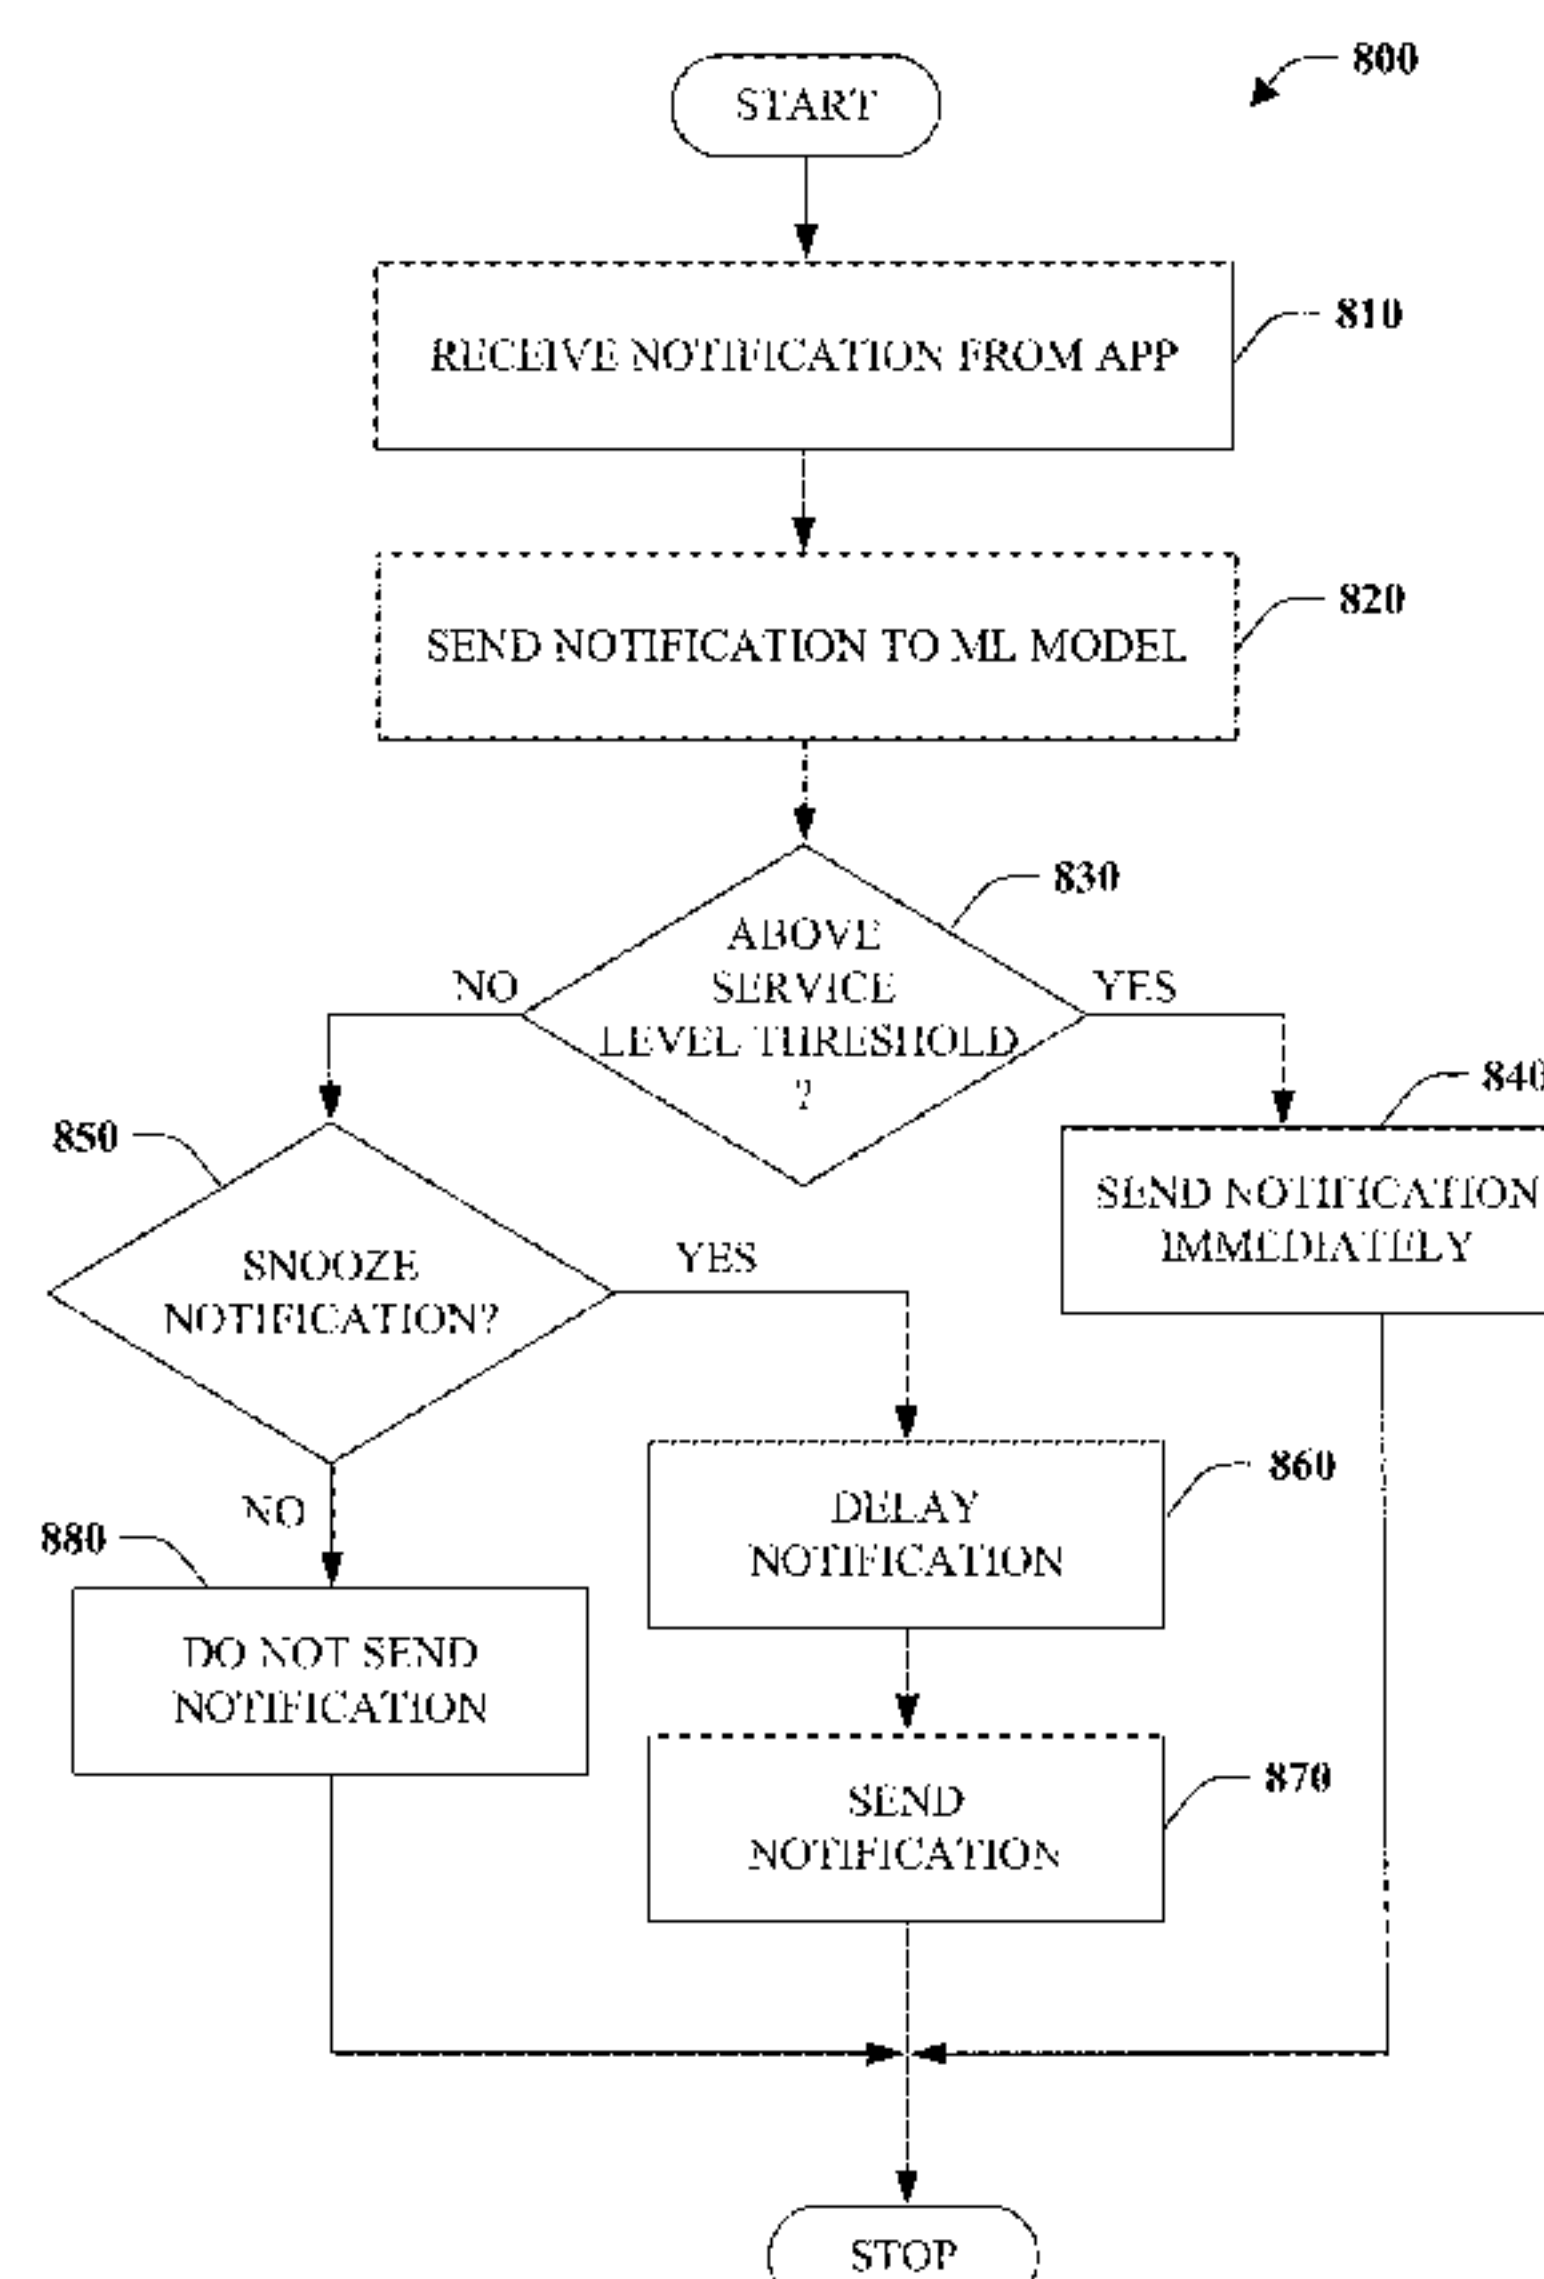 800
START
810
RECEIVE NOTIFICATION FROM APP
820
SEND NOTIFICATION TO ML MODEL
830
ABOVE
SERVICE
LEVEL THRESHOLD
?
NO
YES
840
850
SEND NOTIFICATION
IMMEDIATELY
SNOOZE
NOTIFICATION?
YES
860
DELAY
NOTIFICATION
NO
880
DO NOT SEND
NOTIFICATION
870
SEND
NOTIFICATION
STOP